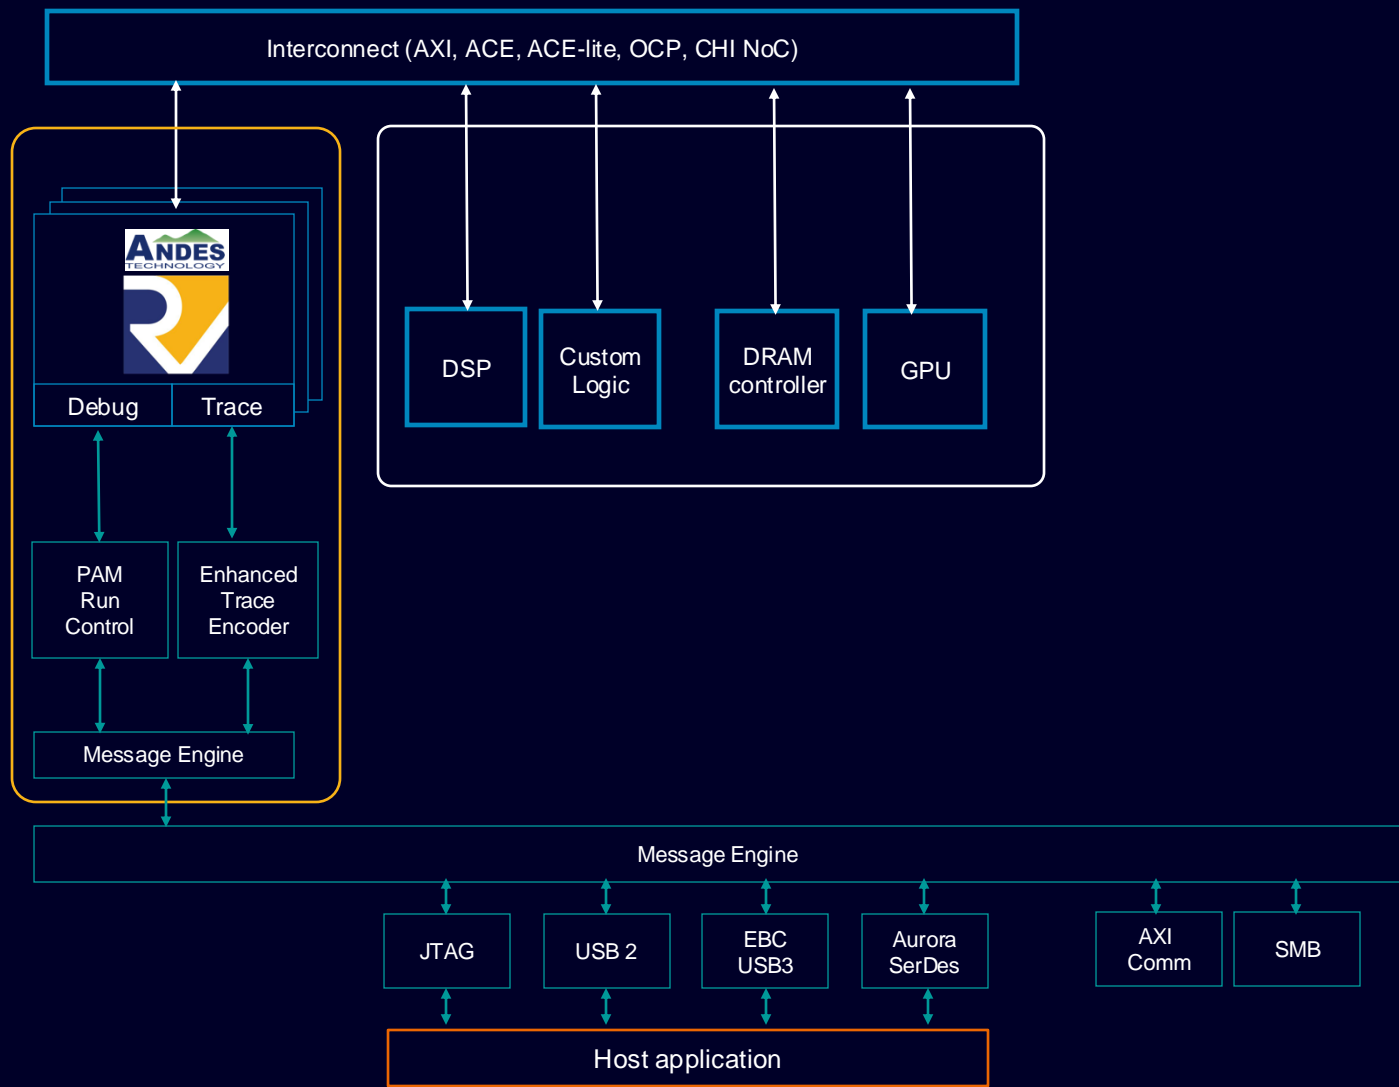 Interconnect (AXI, ACE, ACE-lite, OCP, CHI NoC)
ANDES
TECHNOLOGY
RV
Debug
Trace
DSP
Custom
Logic
DRAM
controller
GPU
PAM
Run
Control
Enhanced
Trace
Encoder
Message Engine
Message Engine
JTAG
USB 2
EBC
USB3
Aurora
SerDes
AXI
Comm
SMB
Host application